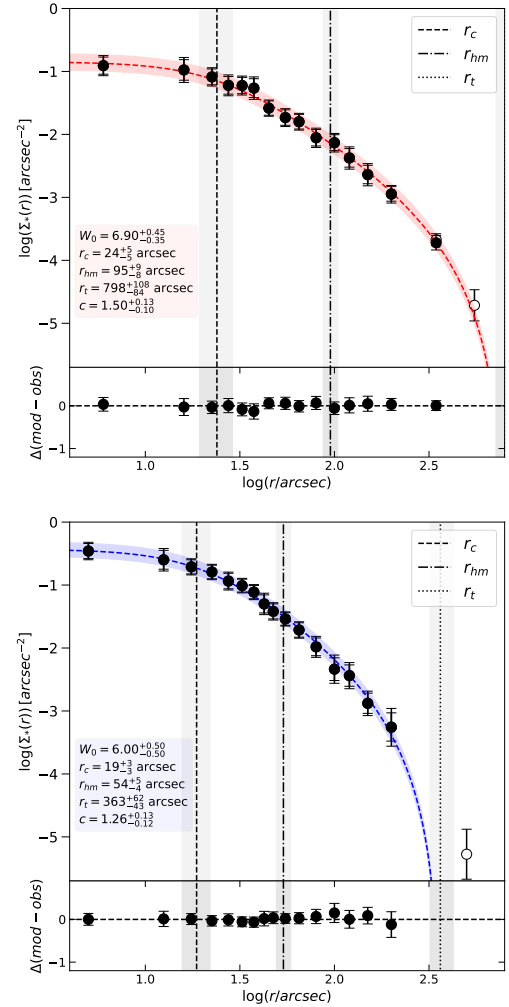 0
−1
−2
−3
−4
−5
log(Σ*(r)) [arcsec⁻²]
r_c
r_hm
r_t
W₀ = 6.90 +0.45 −0.35
r_c = 24 +5 −5 arcsec
r_hm = 95 +9 −8 arcsec
r_t = 798 +108 −84 arcsec
c = 1.50 +0.13 −0.10
0
−1
Δ(mod − obs)
1.0 1.5 2.0 2.5
log(r/arcsec)
0
−1
−2
−3
−4
−5
log(Σ*(r)) [arcsec⁻²]
r_c
r_hm
r_t
W₀ = 6.00 +0.50 −0.50
r_c = 19 +3 −3 arcsec
r_hm = 54 +5 −4 arcsec
r_t = 363 +62 −43 arcsec
c = 1.26 +0.13 −0.12
0
−1
Δ(mod − obs)
1.0 1.5 2.0 2.5
log(r/arcsec)